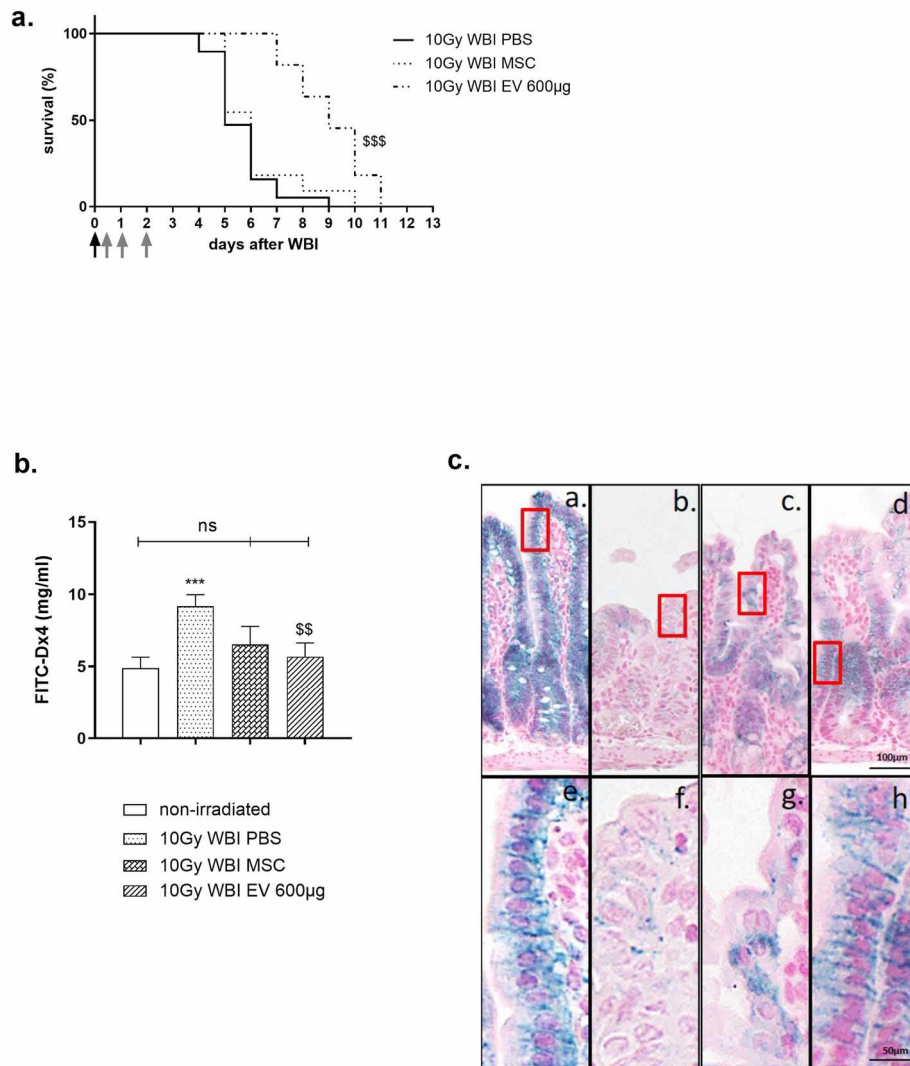 a.
survival (%)
100
50
0
0 1 2 3 4 5 6 7 8 9 10 11 12 13
days after WBI
10Gy WBI PBS
10Gy WBI MSC
10Gy WBI EV 600µg
$$$
b.
FITC-Dx4 (mg/ml)
15
10
5
0
ns
***
$$
non-irradiated
10Gy WBI PBS
10Gy WBI MSC
10Gy WBI EV 600µg
c.
a. b. c. d.
100µm
e. f. g. h.
50µm